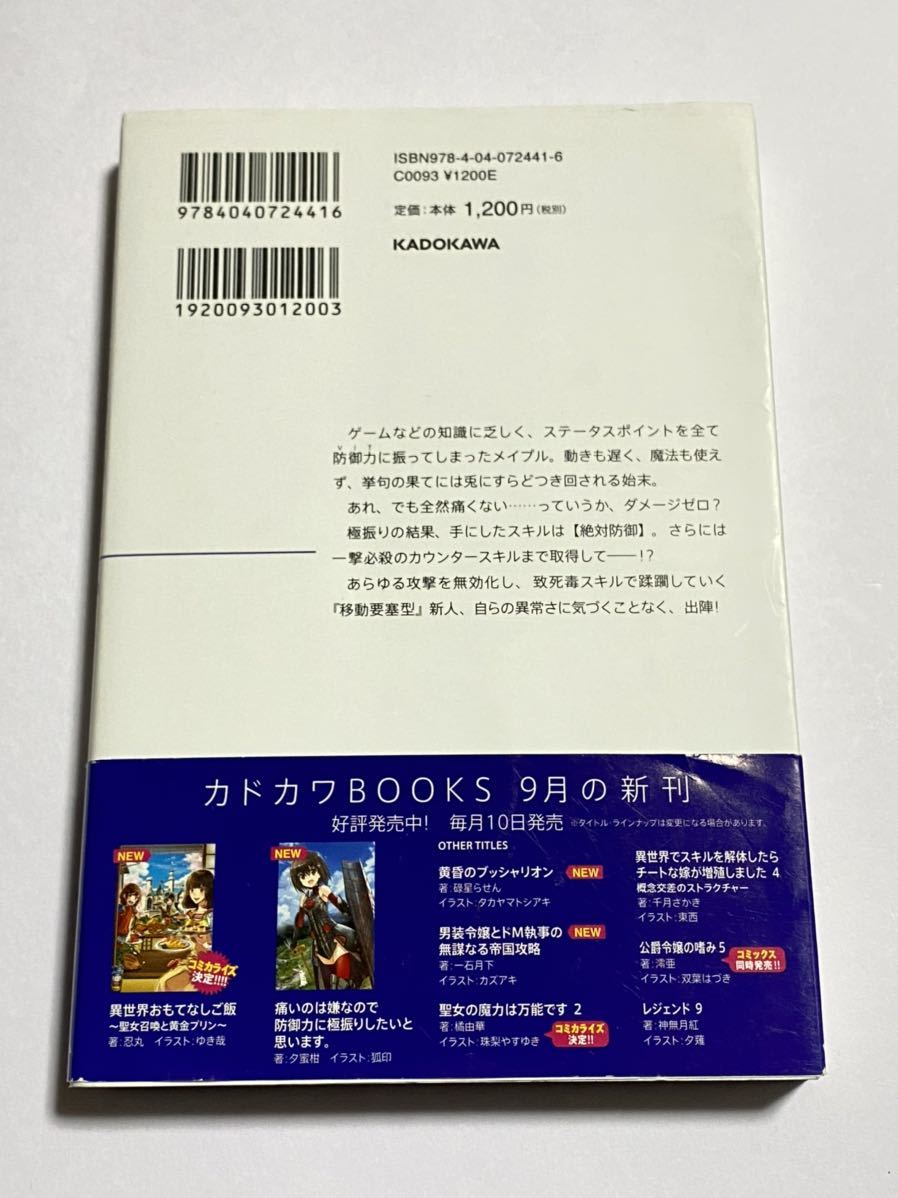 ISBN978-4-04-072441-6
C0093 ¥1200E
9784040724416
定価:本体 1,200円(税別)
KADOKAWA
1920093012003
ゲームなどの知識に乏しく、ステータスポイントを全て
防御力に振ってしまったメイプル。動きも遅く、魔法も使え
ず、挙句の果てには兎にすらどつき回される始末。
あれ、でも全然痛くない……っていうか、ダメージゼロ?
極振りの結果、手にしたスキルは【絶対防御】。さらには
一撃必殺のカウンタースキルまで取得して――!?
あらゆる攻撃を無効化し、致死毒スキルで蹂躙していく
『移動要塞型』新人、自らの異常さに気づくことなく、出陣!
カドカワBOOKS 9月の新刊
好評発売中! 毎月10日発売 ※タイトル・ラインナップは変更になる場合があります。
NEW
コミカライズ
決定!!!!
異世界おもてなしご飯
~聖女召喚と黄金プリン~
著:忍丸 イラスト:ゆき哉
NEW
痛いのは嫌なので
防御力に極振りしたいと
思います。
著:夕蜜柑 イラスト:狐印
OTHER TITLES
黄昏のブッシャリオン NEW
著:碌星らせん
イラスト:タカヤマトシアキ
男装令嬢とドM執事の
無謀なる帝国攻略 NEW
著:一石月下
イラスト:カズアキ
聖女の魔力は万能です 2
著:橘由華
イラスト:珠梨やすゆき
コミカライズ
決定!!
異世界でスキルを解体したら
チートな嫁が増殖しました 4
概念交差のストラクチャー
著:千月さかき
イラスト:東西
公爵令嬢の嗜み 5
著:澪亜
イラスト:双葉はづき
コミックス
同時発売!!
レジェンド 9
著:神無月紅
イラスト:夕薙